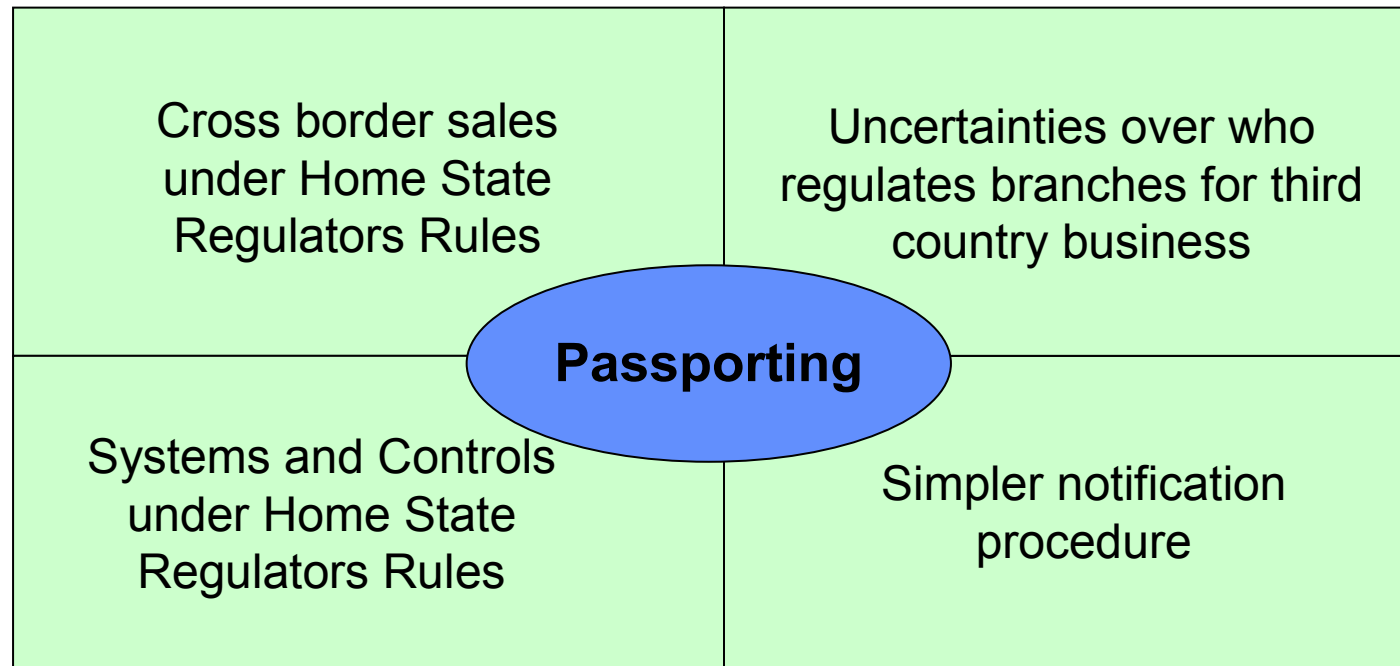 Cross border sales
under Home State
Regulators Rules
Uncertainties over who
regulates branches for third
country business
Passporting
Systems and Controls
under Home State
Regulators Rules
Simpler notification
procedure